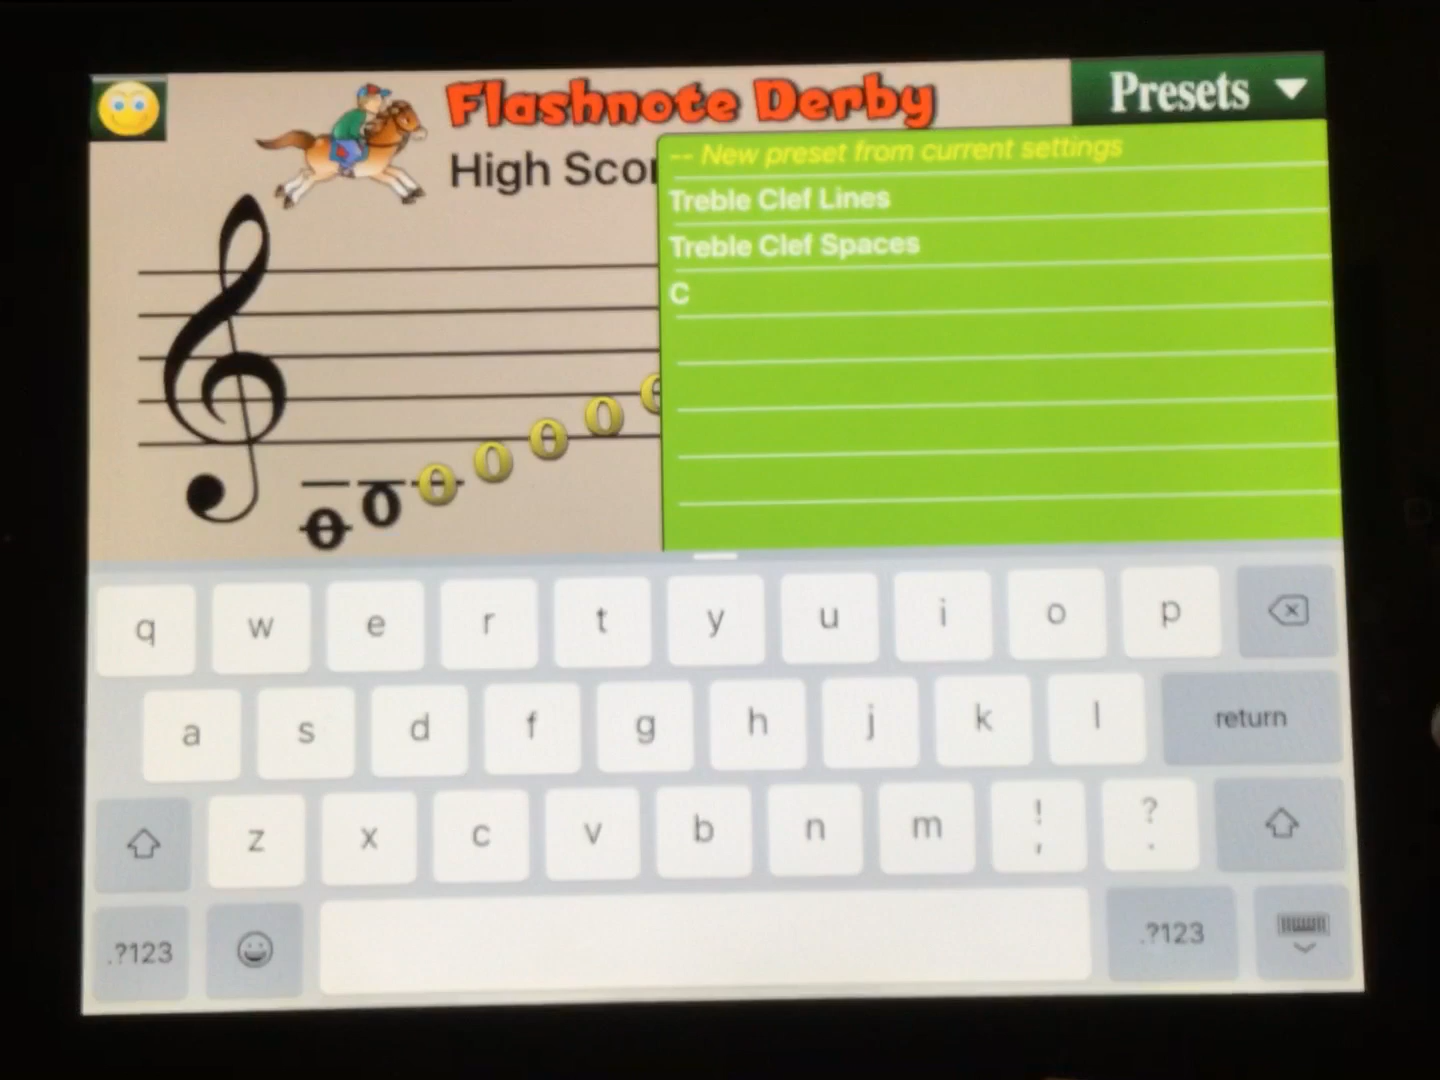 Flashnote Derby
Presets
High Scor
-- New preset from current settings
Treble Clef Lines
Treble Clef Spaces
C
q w e r t y u i o p
a s d f g h j k l return
z x c v b n m ! , ? .
.?123 .?123